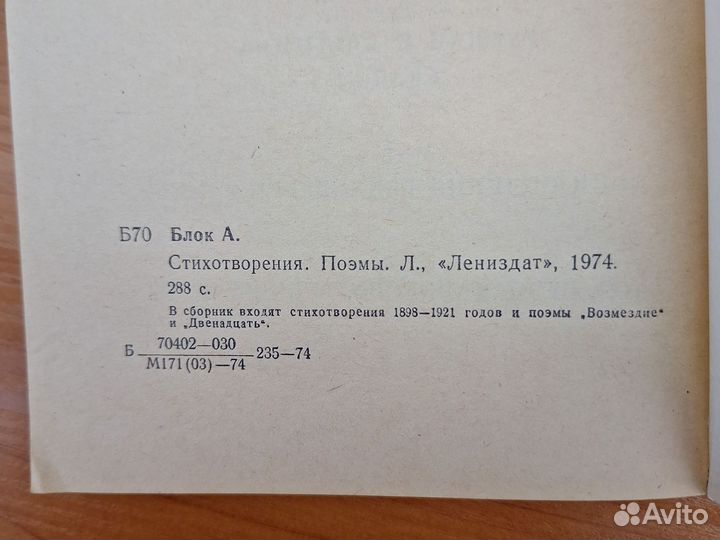 Б70 Блок А.
Стихотворения. Поэмы. Л., «Лениздат», 1974.
288 с.
В сборник входят стихотворения 1898—1921 годов и поэмы „Возмездие“
и „Двенадцать“.
Б 70402—030 235—74
М171(03)—74
Avito